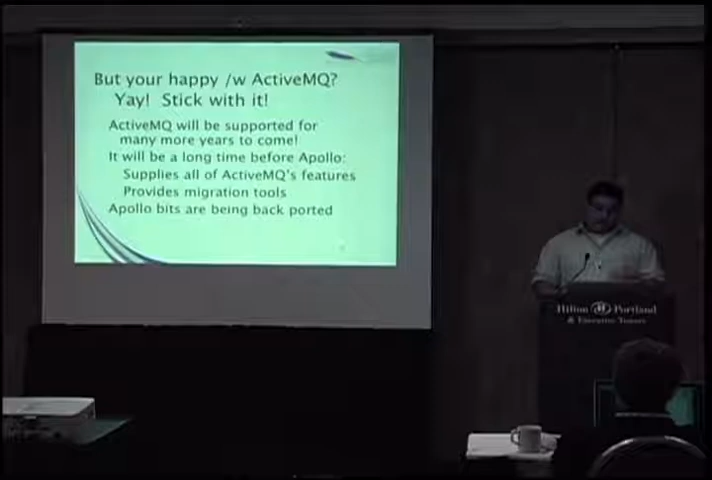 But your happy /w ActiveMQ?
Yay! Stick with it!
ActiveMQ will be supported for
many more years to come!
It will be a long time before Apollo:
Supplies all of ActiveMQ's features
Provides migration tools
Apollo bits are being back ported
Hilton Portland
& Executive Tower